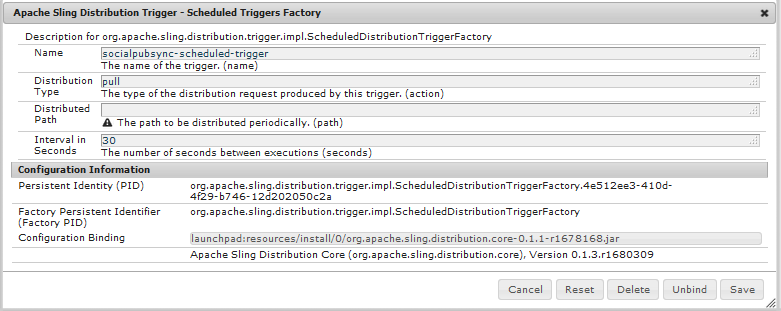 Apache Sling Distribution Trigger - Scheduled Triggers Factory
Description for org.apache.sling.distribution.trigger.impl.ScheduledDistributionTriggerFactory
Name
socialpubsync-scheduled-trigger
The name of the trigger. (name)
Distribution Type
pull
The type of the distribution request produced by this trigger. (action)
Distributed Path
The path to be distributed periodically. (path)
Interval in Seconds
30
The number of seconds between executions (seconds)
Configuration Information
Persistent Identity (PID)
org.apache.sling.distribution.trigger.impl.ScheduledDistributionTriggerFactory.4e512ee3-410d-
4f29-b746-12d202050c2a
Factory Persistent Identifier
(Factory PID)
org.apache.sling.distribution.trigger.impl.ScheduledDistributionTriggerFactory
Configuration Binding
launchpad:resources/install/0/org.apache.sling.distribution.core-0.1.1-r1678168.jar
Apache Sling Distribution Core (org.apache.sling.distribution.core), Version 0.1.3.r1680309
Cancel
Reset
Delete
Unbind
Save